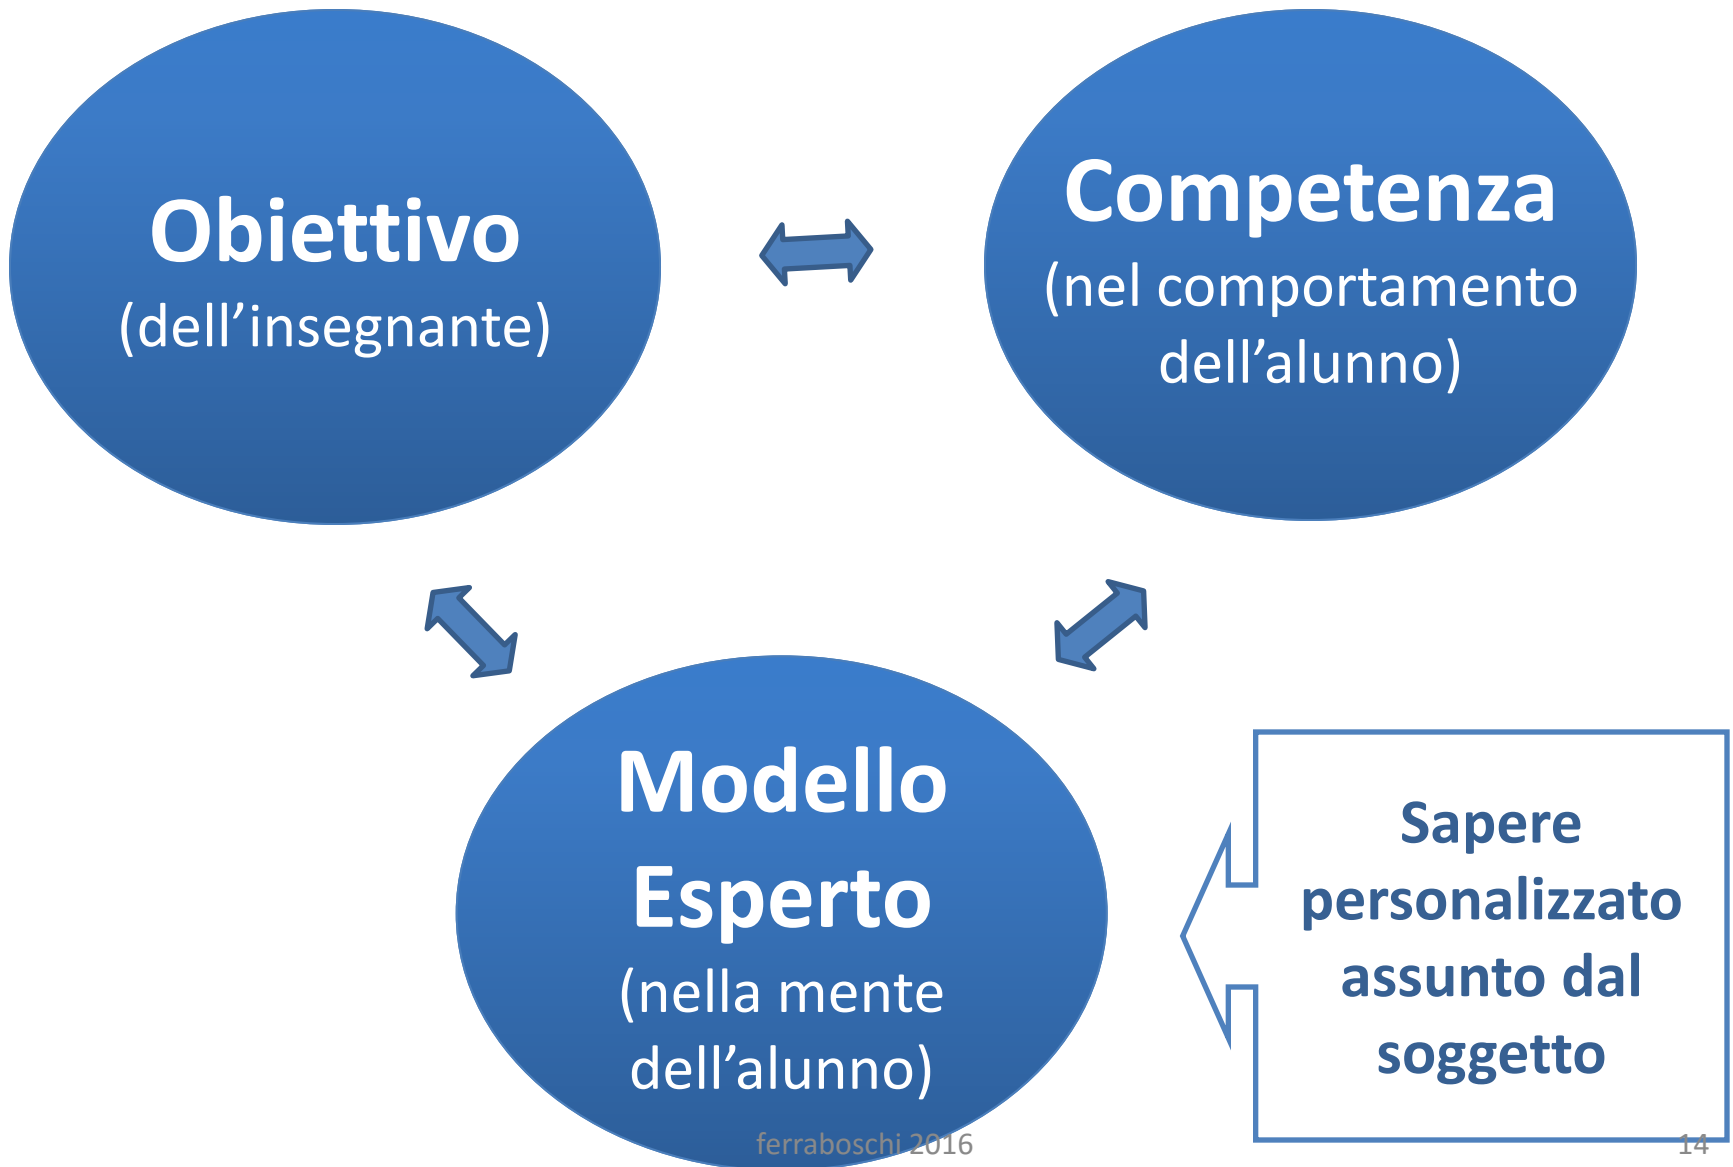 Obiettivo
(dell’insegnante)
Competenza
(nel comportamento
dell’alunno)
Modello
Esperto
(nella mente
dell’alunno)
Sapere
personalizzato
assunto dal
soggetto
ferraboschi 2016
14